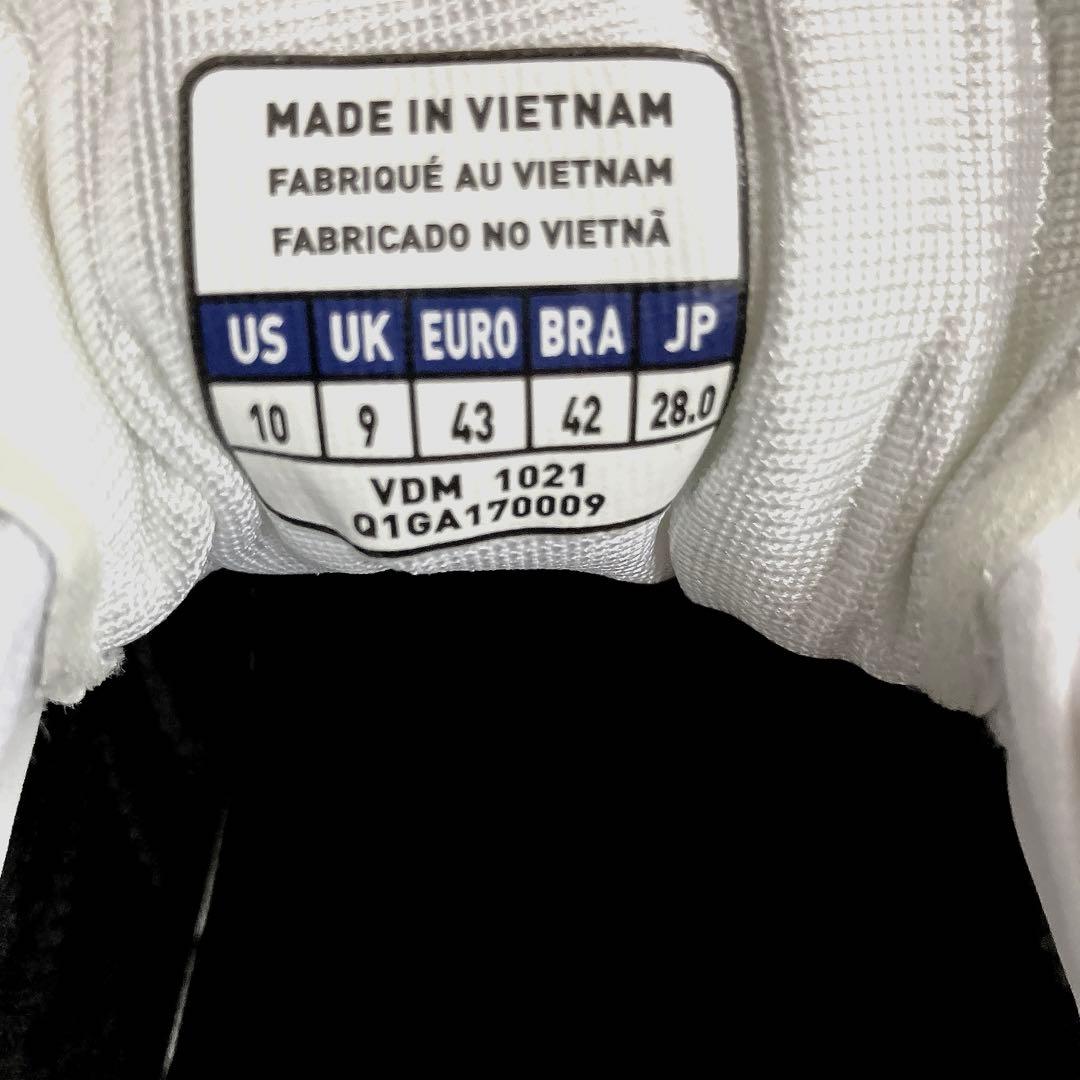 MADE IN VIETNAM
FABRIQUÉ AU VIETNAM
FABRICADO NO VIETNÃ
US UK EURO BRA JP
10 9 43 42 28.0
VDM 1021
Q1GA170009